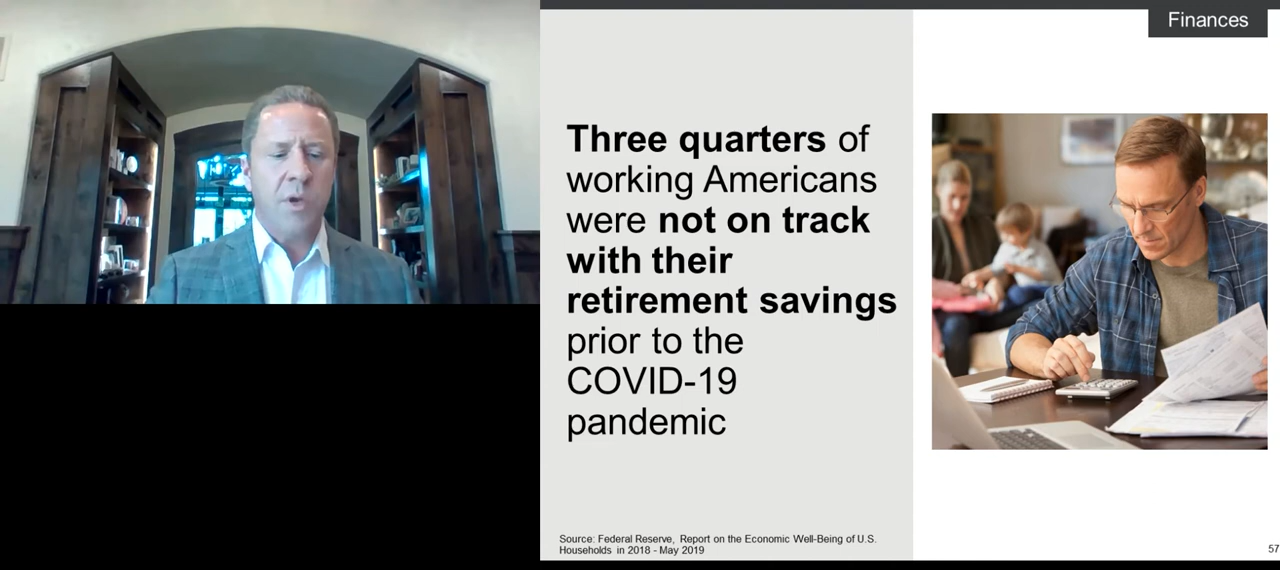 Finances
Three quarters of
working Americans
were not on track
with their
retirement savings
prior to the
COVID-19
pandemic
Source: Federal Reserve, Report on the Economic Well-Being of U.S.
Households in 2018 - May 2019
57